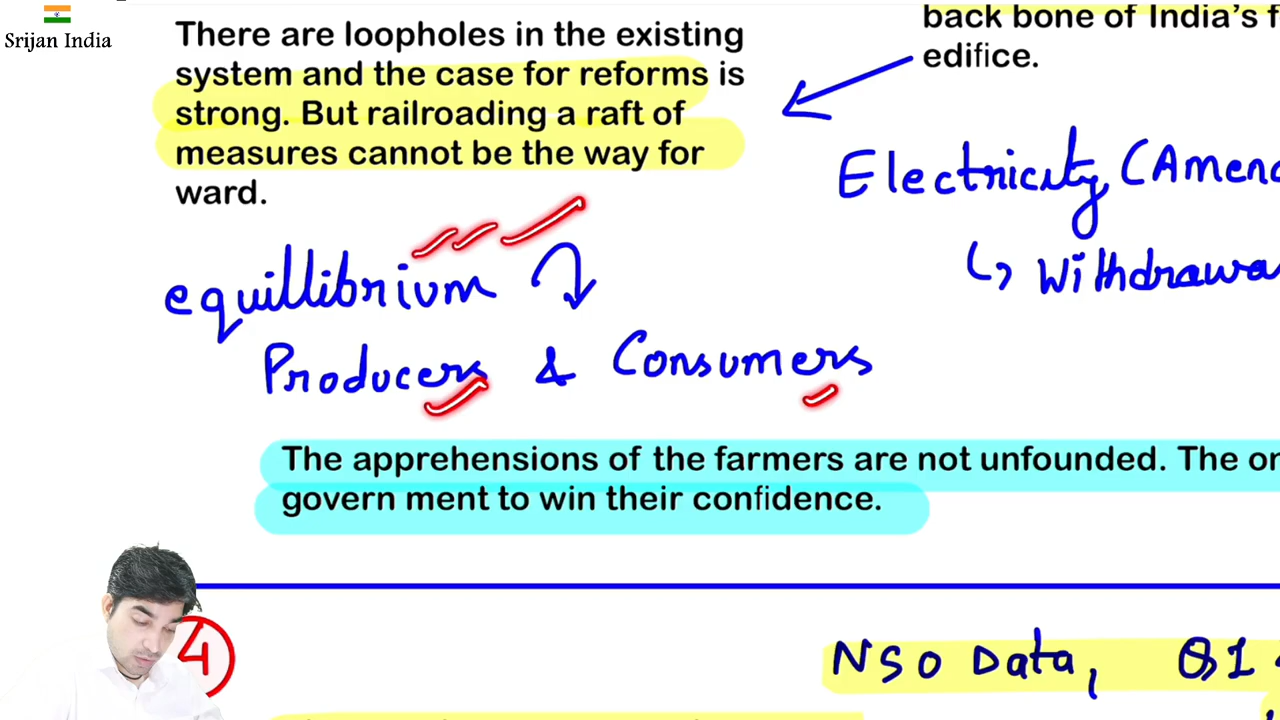 Srijan India
There are loopholes in the existing
system and the case for reforms is
strong. But railroading a raft of
measures cannot be the way for
ward.
back bone of India's f
edifice.
Electricity (Amend
↳ Withdrawa
equillibrium
Producers & Consumers
The apprehensions of the farmers are not unfounded. The on
govern ment to win their confidence.
4
NSO Data, Q1